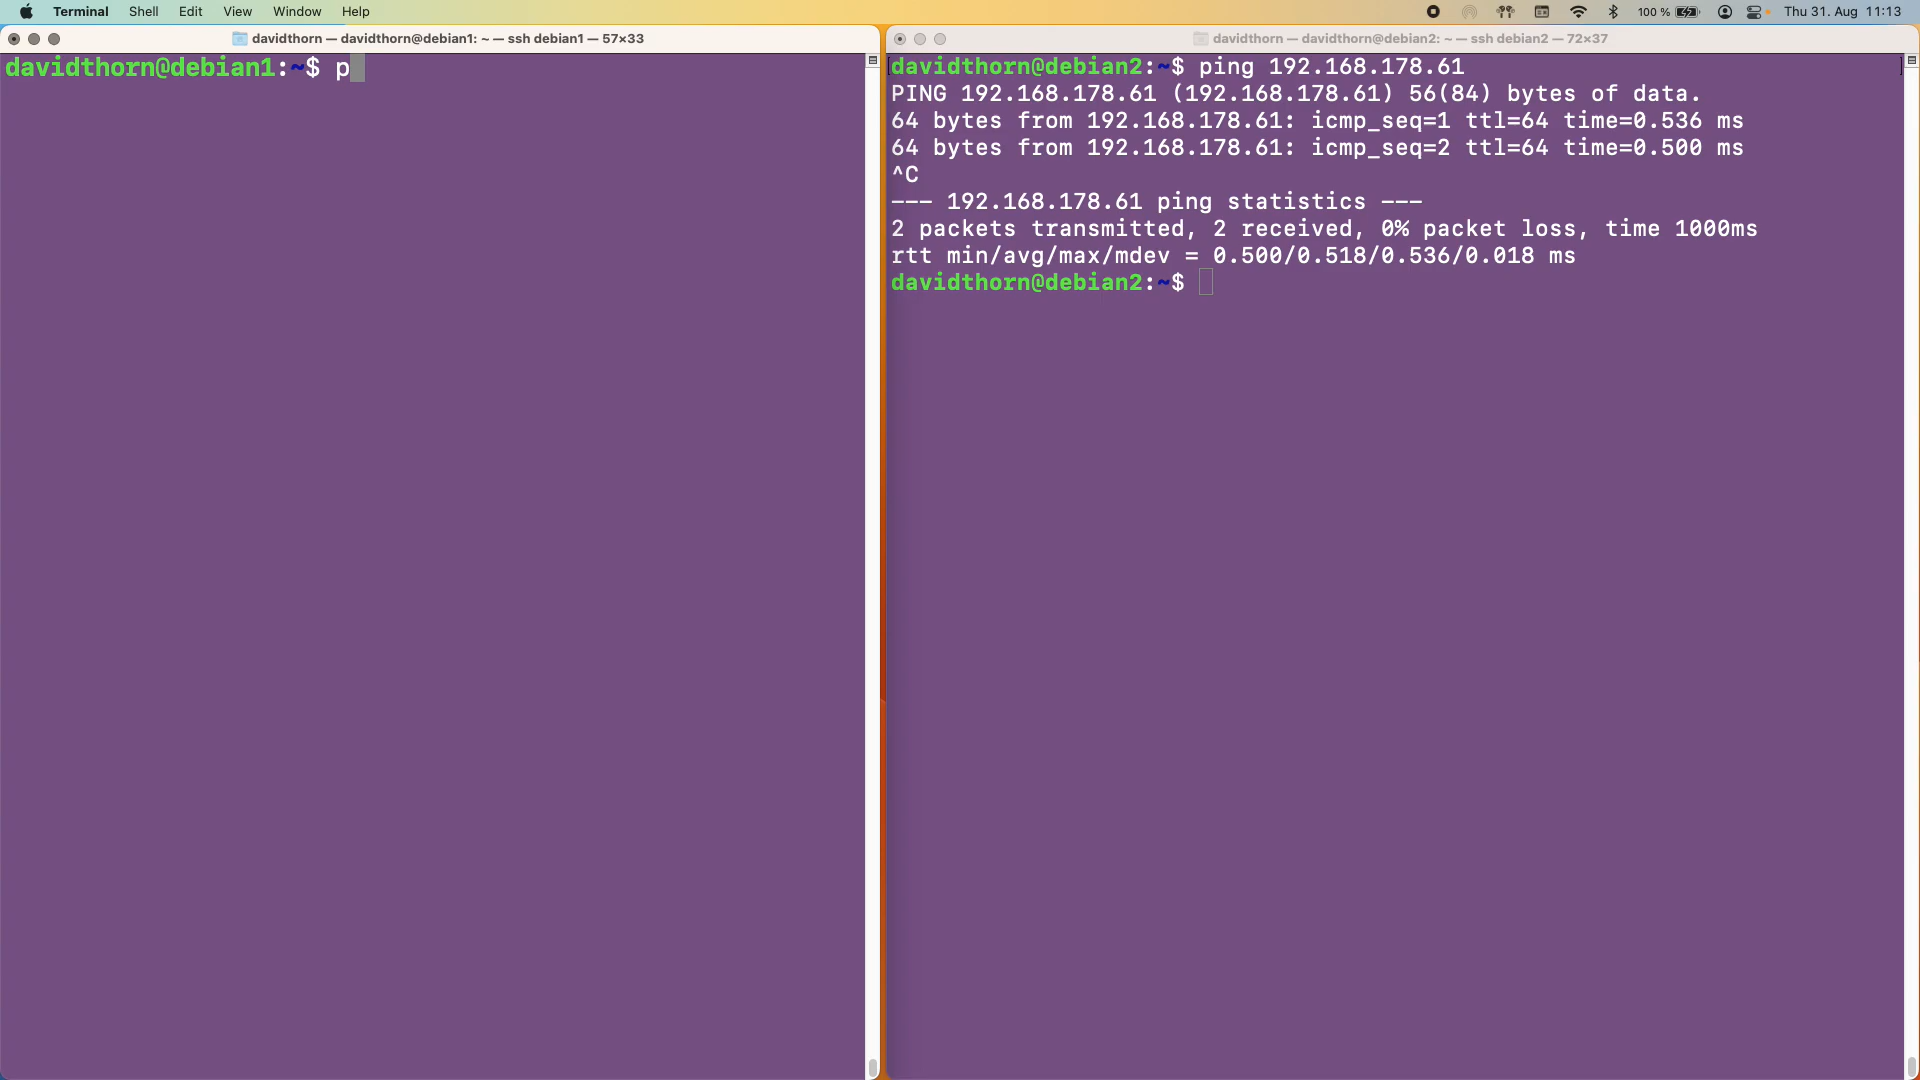 Terminal Shell Edit View Window Help 100 % Thu 31. Aug 11:13
davidthorn — davidthorn@debian1: ~ — ssh debian1 — 57×33
davidthorn@debian1:~$ p
davidthorn — davidthorn@debian2: ~ — ssh debian2 — 72×37
davidthorn@debian2:~$ ping 192.168.178.61
PING 192.168.178.61 (192.168.178.61) 56(84) bytes of data.
64 bytes from 192.168.178.61: icmp_seq=1 ttl=64 time=0.536 ms
64 bytes from 192.168.178.61: icmp_seq=2 ttl=64 time=0.500 ms
^C
--- 192.168.178.61 ping statistics ---
2 packets transmitted, 2 received, 0% packet loss, time 1000ms
rtt min/avg/max/mdev = 0.500/0.518/0.536/0.018 ms
davidthorn@debian2:~$